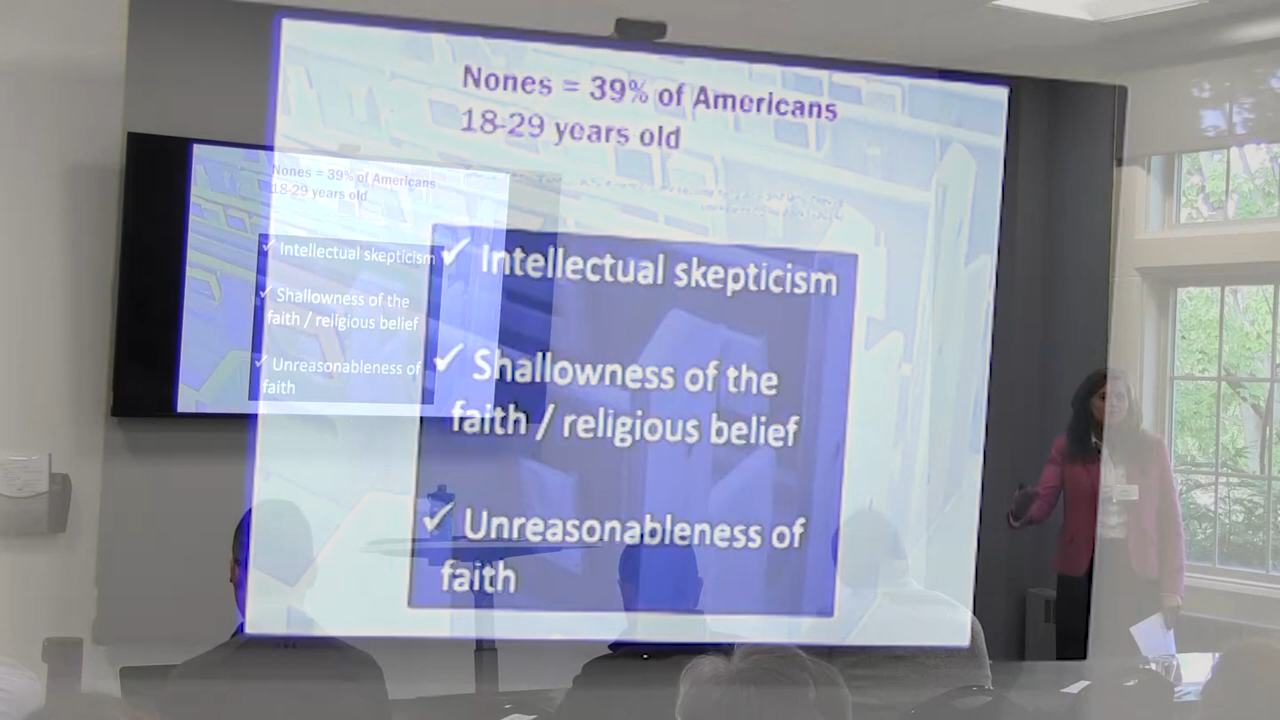 Nones = 39% of Americans
18-29 years old
✓ Intellectual skepticism
✓ Shallowness of the
faith / religious belief
✓ Unreasonableness of
faith
Nones = 39% of Americans
18-29 years old
✓ Intellectual skepticism
✓ Shallowness of the
faith / religious belief
✓ Unreasonableness of
faith